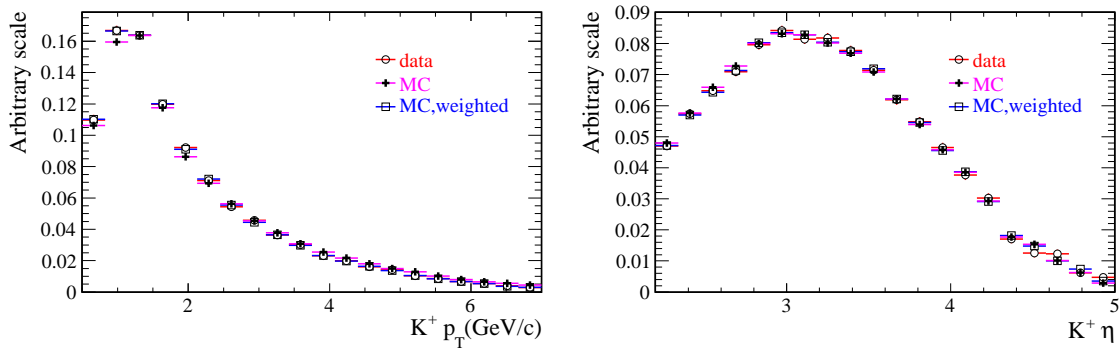 Arbitrary scale
0.16
0.14
0.12
0.1
0.08
0.06
0.04
0.02
0
data
MC
MC,weighted
2 4 6
K+ pT(GeV/c)
Arbitrary scale
0.09
0.08
0.07
0.06
0.05
0.04
0.03
0.02
0.01
0
data
MC
MC,weighted
3 4 5
K+ η